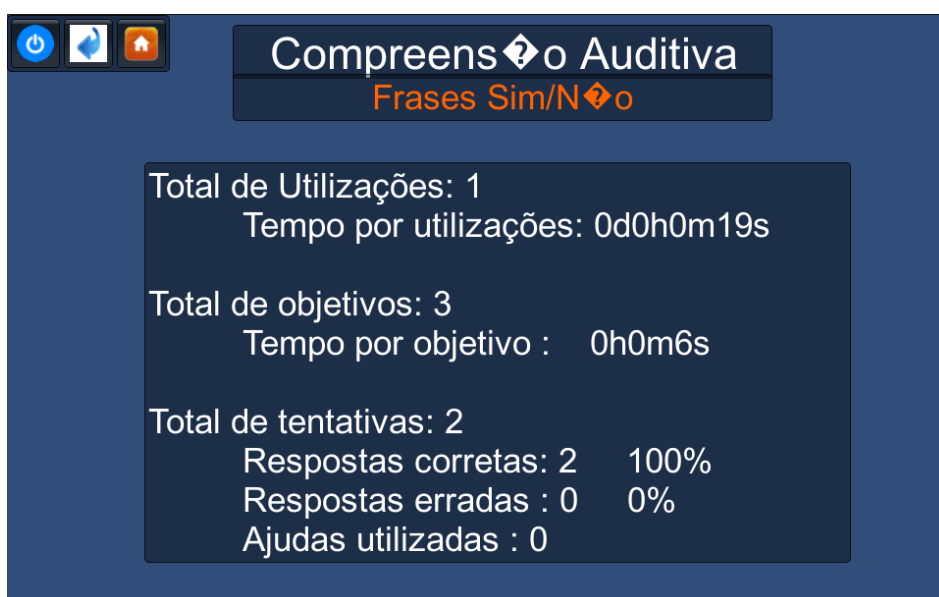 Compreens�o Auditiva
Frases Sim/N�o
Total de Utilizações: 1
Tempo por utilizações: 0d0h0m19s
Total de objetivos: 3
Tempo por objetivo : 0h0m6s
Total de tentativas: 2
Respostas corretas: 2 100%
Respostas erradas : 0 0%
Ajudas utilizadas : 0